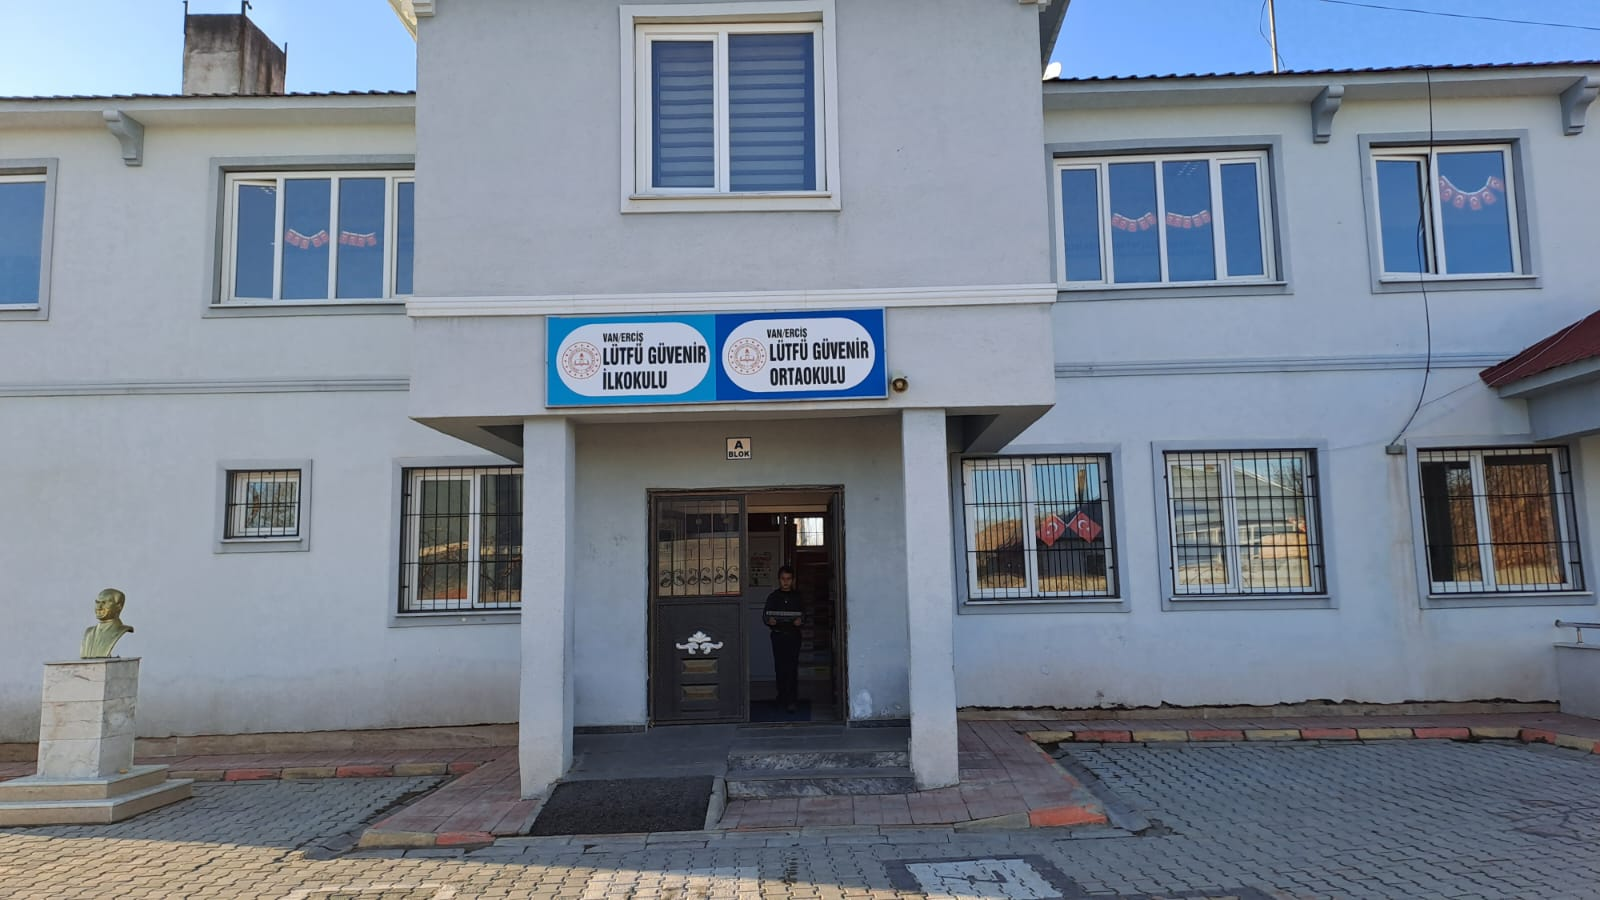 VAN/ERCİŞ
LÜTFÜ GÜVENİR
İLKOKULU
VAN/ERCİŞ
LÜTFÜ GÜVENİR
ORTAOKULU
A
BLOK